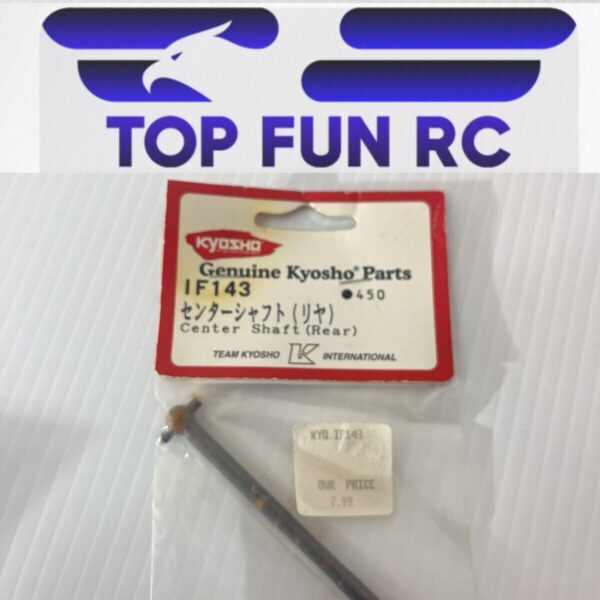 TOP FUN RC
KYOSHO
Genuine Kyosho® Parts
IF143 ●450
センターシャフト(リヤ)
Center Shaft(Rear)
TEAM KYOSHO K INTERNATIONAL
KYO.IF143
OUR PRICE
7.99